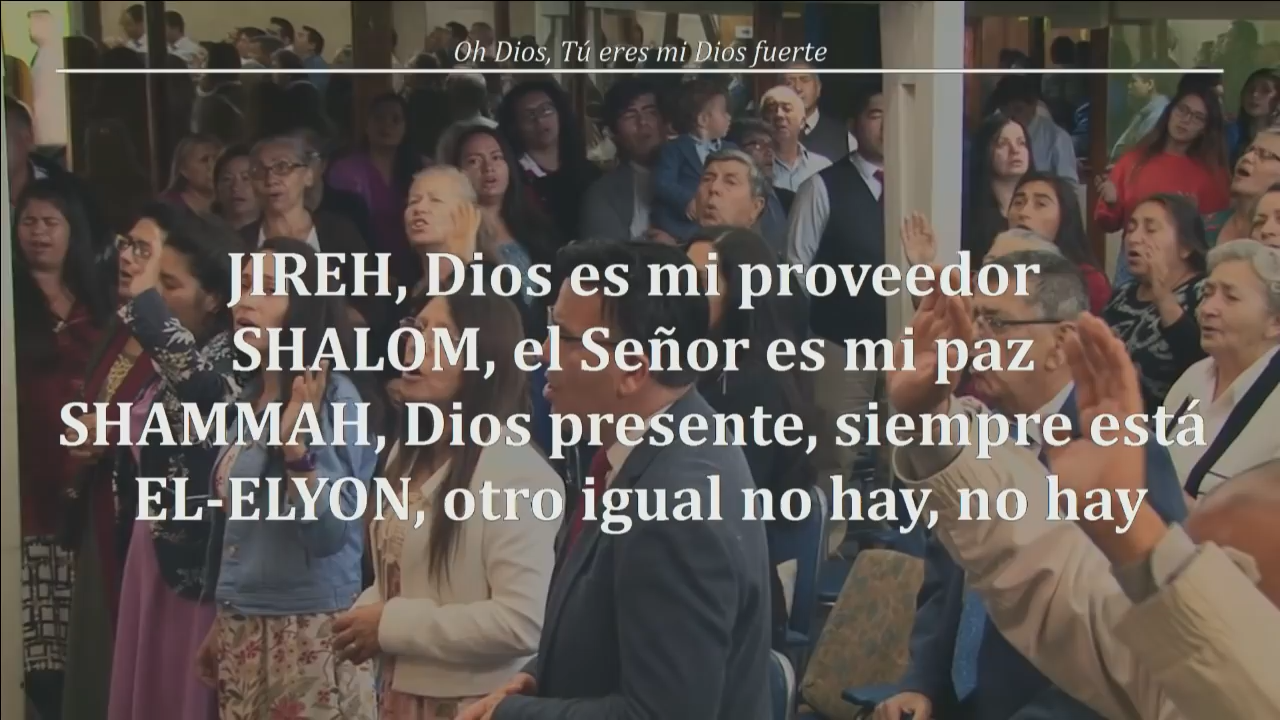 Oh Dios, Tú eres mi Dios fuerte
JIREH, Dios es mi proveedor
SHALOM, el Señor es mi paz
SHAMMAH, Dios presente, siempre está
EL-ELYON, otro igual no hay, no hay